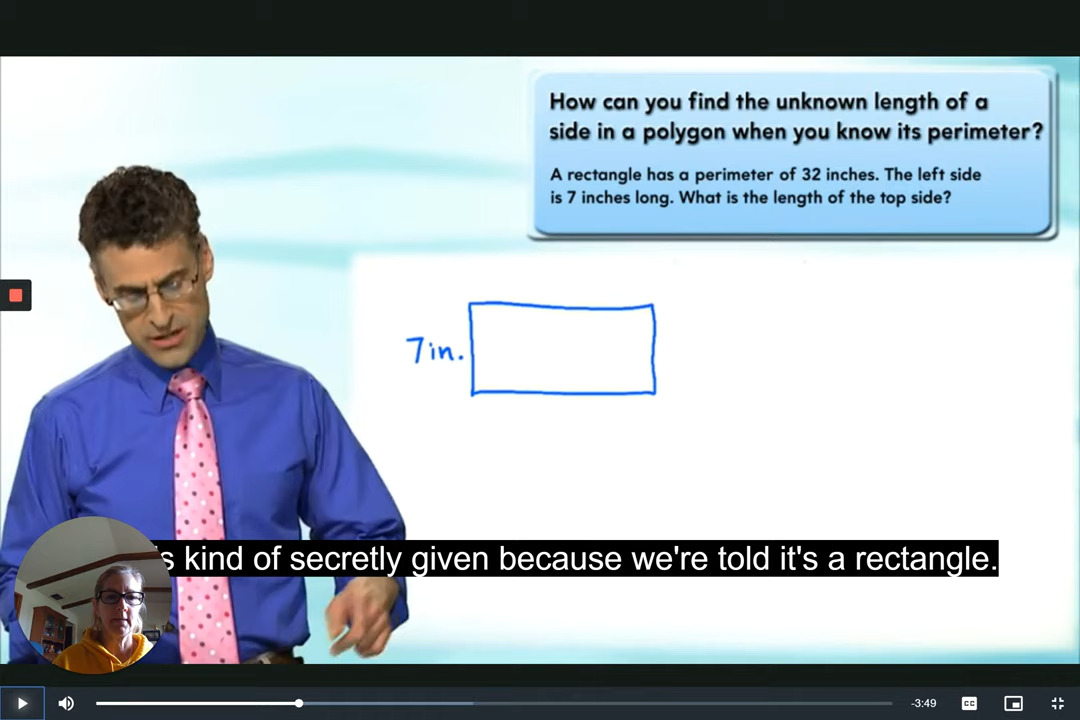 How can you find the unknown length of a
side in a polygon when you know its perimeter?
A rectangle has a perimeter of 32 inches. The left side
is 7 inches long. What is the length of the top side?
7in.
kind of secretly given because we're told it's a rectangle.
-3:49
CC